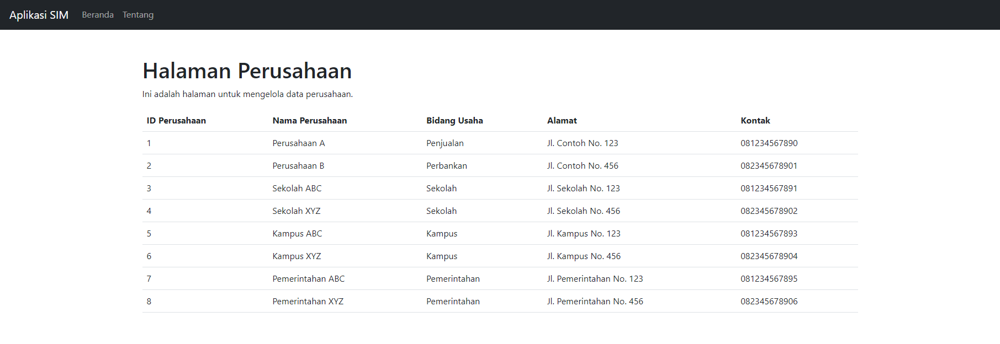 Aplikasi SIM Beranda Tentang
Halaman Perusahaan
Ini adalah halaman untuk mengelola data perusahaan.
ID Perusahaan Nama Perusahaan Bidang Usaha Alamat Kontak
1 Perusahaan A Penjualan Jl. Contoh No. 123 081234567890
2 Perusahaan B Perbankan Jl. Contoh No. 456 082345678901
3 Sekolah ABC Sekolah Jl. Sekolah No. 123 081234567891
4 Sekolah XYZ Sekolah Jl. Sekolah No. 456 082345678902
5 Kampus ABC Kampus Jl. Kampus No. 123 081234567893
6 Kampus XYZ Kampus Jl. Kampus No. 456 082345678904
7 Pemerintahan ABC Pemerintahan Jl. Pemerintahan No. 123 081234567895
8 Pemerintahan XYZ Pemerintahan Jl. Pemerintahan No. 456 082345678906